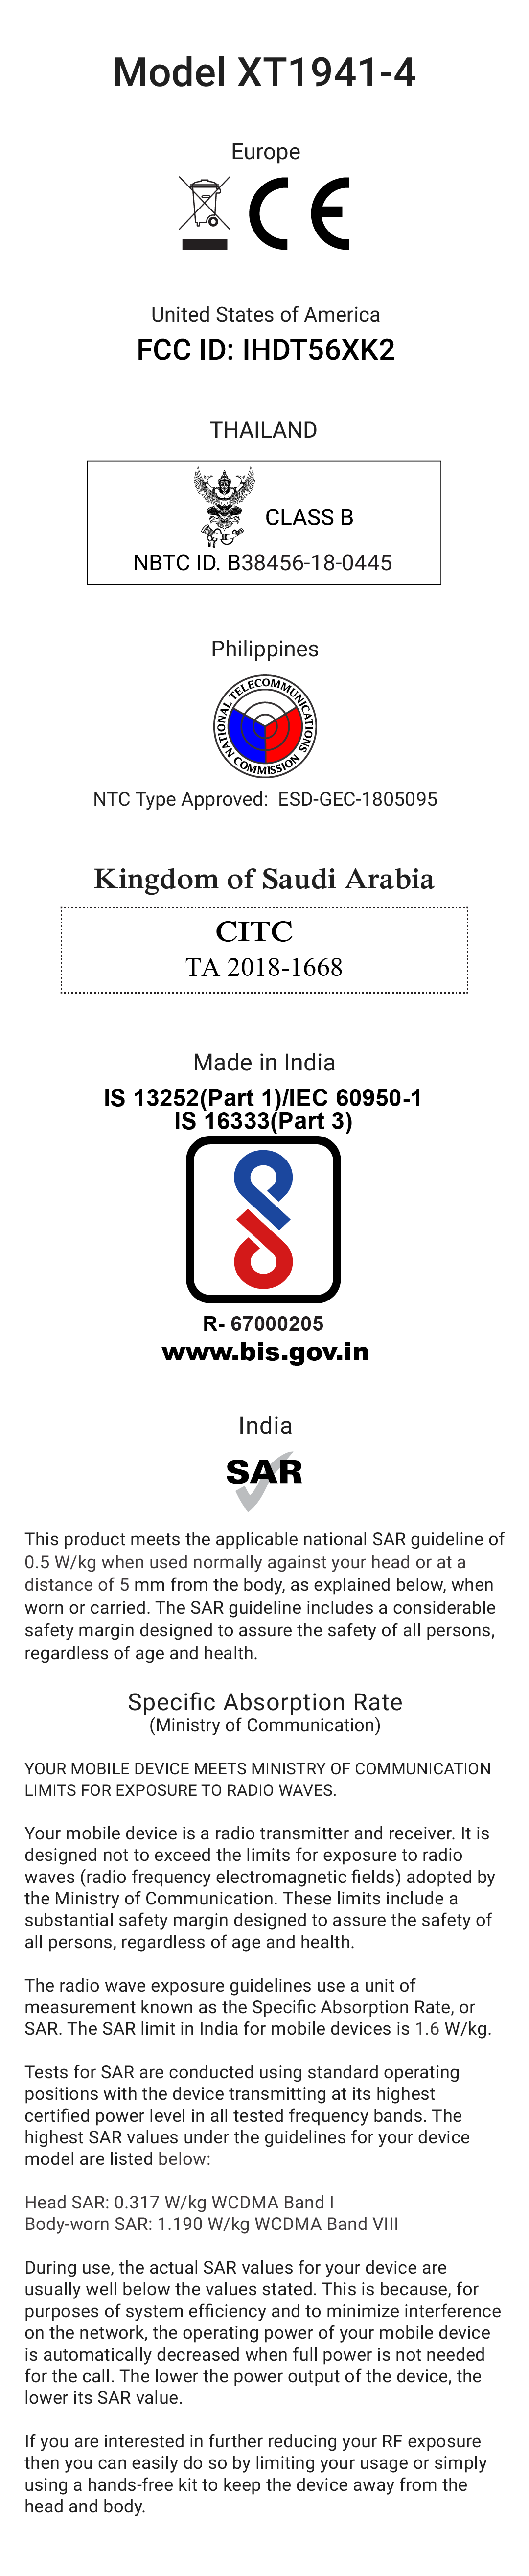 Model XT1941-4
Europe
CE
United States of America
FCC ID: IHDT56XK2
THAILAND
CLASS B
NBTC ID. B38456-18-0445
Philippines
NATIONAL TELECOMMUNICATIONS COMMISSION
NTC Type Approved:  ESD-GEC-1805095
Kingdom of Saudi Arabia
CITC
TA 2018-1668
Made in India
IS 13252(Part 1)/IEC 60950-1
IS 16333(Part 3)
R- 67000205
www.bis.gov.in
India
SAR
This product meets the applicable national SAR guideline of
0.5 W/kg when used normally against your head or at a
distance of 5 mm from the body, as explained below, when
worn or carried. The SAR guideline includes a considerable
safety margin designed to assure the safety of all persons,
regardless of age and health.
Specific Absorption Rate
(Ministry of Communication)
YOUR MOBILE DEVICE MEETS MINISTRY OF COMMUNICATION
LIMITS FOR EXPOSURE TO RADIO WAVES.
Your mobile device is a radio transmitter and receiver. It is
designed not to exceed the limits for exposure to radio
waves (radio frequency electromagnetic fields) adopted by
the Ministry of Communication. These limits include a
substantial safety margin designed to assure the safety of
all persons, regardless of age and health.
The radio wave exposure guidelines use a unit of
measurement known as the Specific Absorption Rate, or
SAR. The SAR limit in India for mobile devices is 1.6 W/kg.
Tests for SAR are conducted using standard operating
positions with the device transmitting at its highest
certified power level in all tested frequency bands. The
highest SAR values under the guidelines for your device
model are listed below:
Head SAR: 0.317 W/kg WCDMA Band I
Body-worn SAR: 1.190 W/kg WCDMA Band VIII
During use, the actual SAR values for your device are
usually well below the values stated. This is because, for
purposes of system efficiency and to minimize interference
on the network, the operating power of your mobile device
is automatically decreased when full power is not needed
for the call. The lower the power output of the device, the
lower its SAR value.
If you are interested in further reducing your RF exposure
then you can easily do so by limiting your usage or simply
using a hands-free kit to keep the device away from the
head and body.